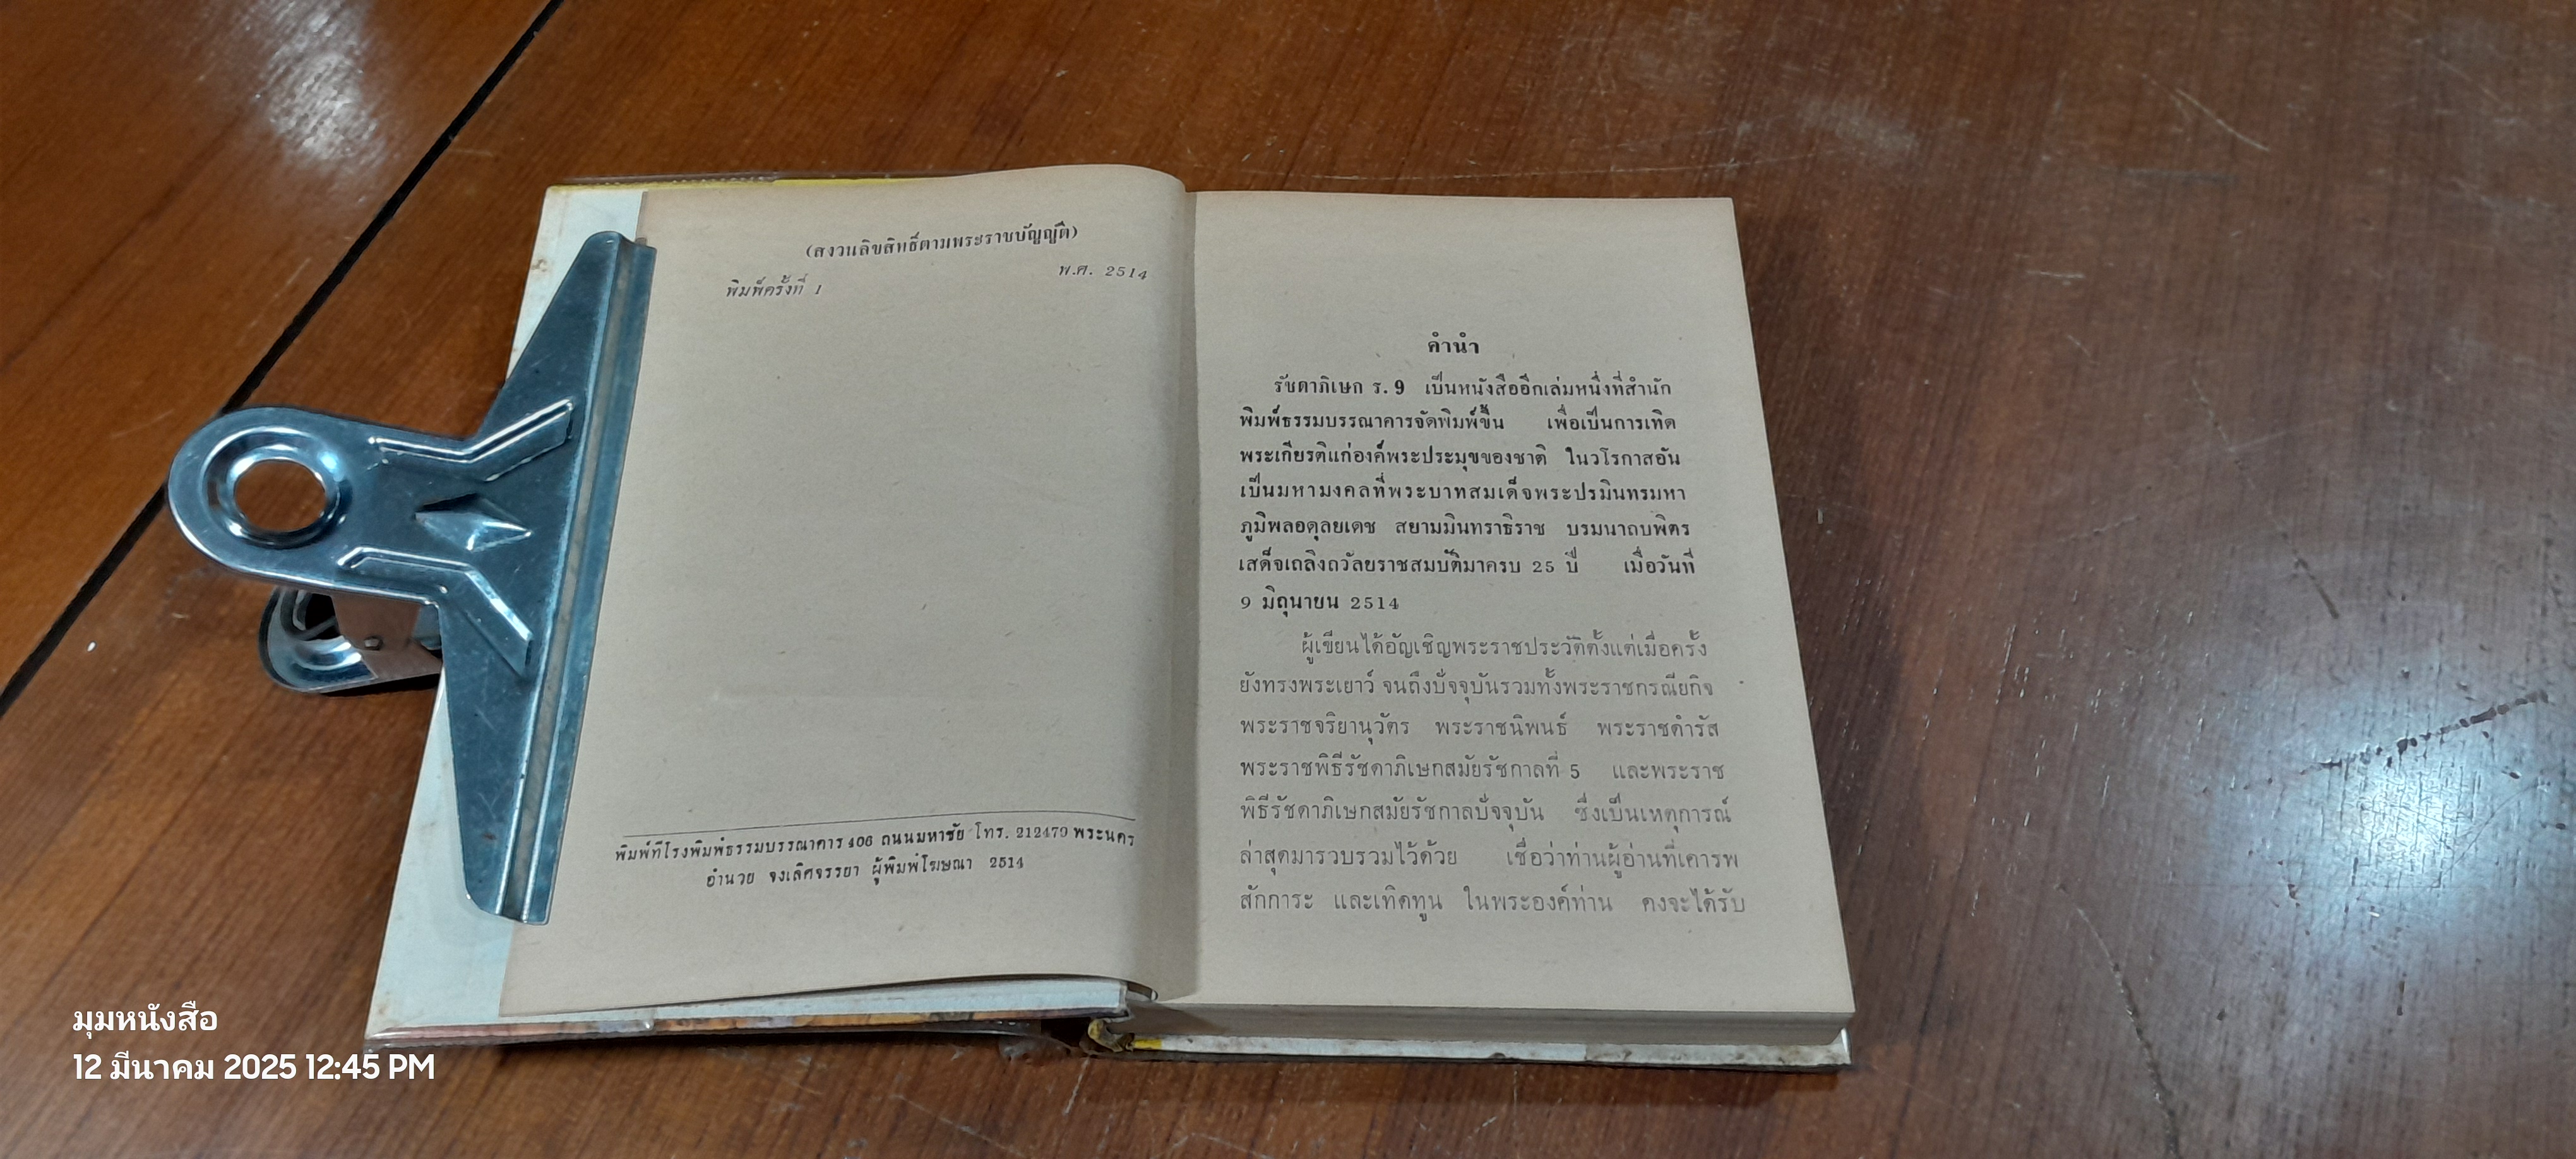 (สงวนลิขสิทธิ์ตามพระราชบัญญัติ)
พิมพ์ครั้งที่ 1 พ.ศ. 2514
พิมพ์ที่โรงพิมพ์ธรรมบรรณาคาร 406 ถนนมหาชัย โทร. 212479 พระนคร
อำนวย จงเลิศจรรยา ผู้พิมพ์โฆษณา 2514
คำนำ
รัชดาภิเษก ร. 9 เป็นหนังสืออีกเล่มหนึ่งที่สำนัก
พิมพ์ธรรมบรรณาคารจัดพิมพ์ขึ้น เพื่อเป็นการเทิด
พระเกียรติแก่องค์พระประมุขของชาติ ในวโรกาสอัน
เป็นมหามงคลที่พระบาทสมเด็จพระปรมินทรมหา
ภูมิพลอดุลยเดช สยามมินทราธิราช บรมนาถบพิตร
เสด็จเถลิงถวัลยราชสมบัติมาครบ 25 ปี เมื่อวันที่
9 มิถุนายน 2514
ผู้เขียนได้อัญเชิญพระราชประวัติตั้งแต่เมื่อครั้ง
ยังทรงพระเยาว์ จนถึงปัจจุบันรวมทั้งพระราชกรณียกิจ
พระราชจริยานุวัตร พระราชนิพนธ์ พระราชดำรัส
พระราชพิธีรัชดาภิเษกสมัยรัชกาลที่ 5 และพระราช
พิธีรัชดาภิเษกสมัยรัชกาลปัจจุบัน ซึ่งเป็นเหตุการณ์
ล่าสุดมารวบรวมไว้ด้วย เชื่อว่าท่านผู้อ่านที่เคารพ
สักการะ และเทิดทูน ในพระองค์ท่าน คงจะได้รับ
มุมหนังสือ
12 มีนาคม 2025 12:45 PM